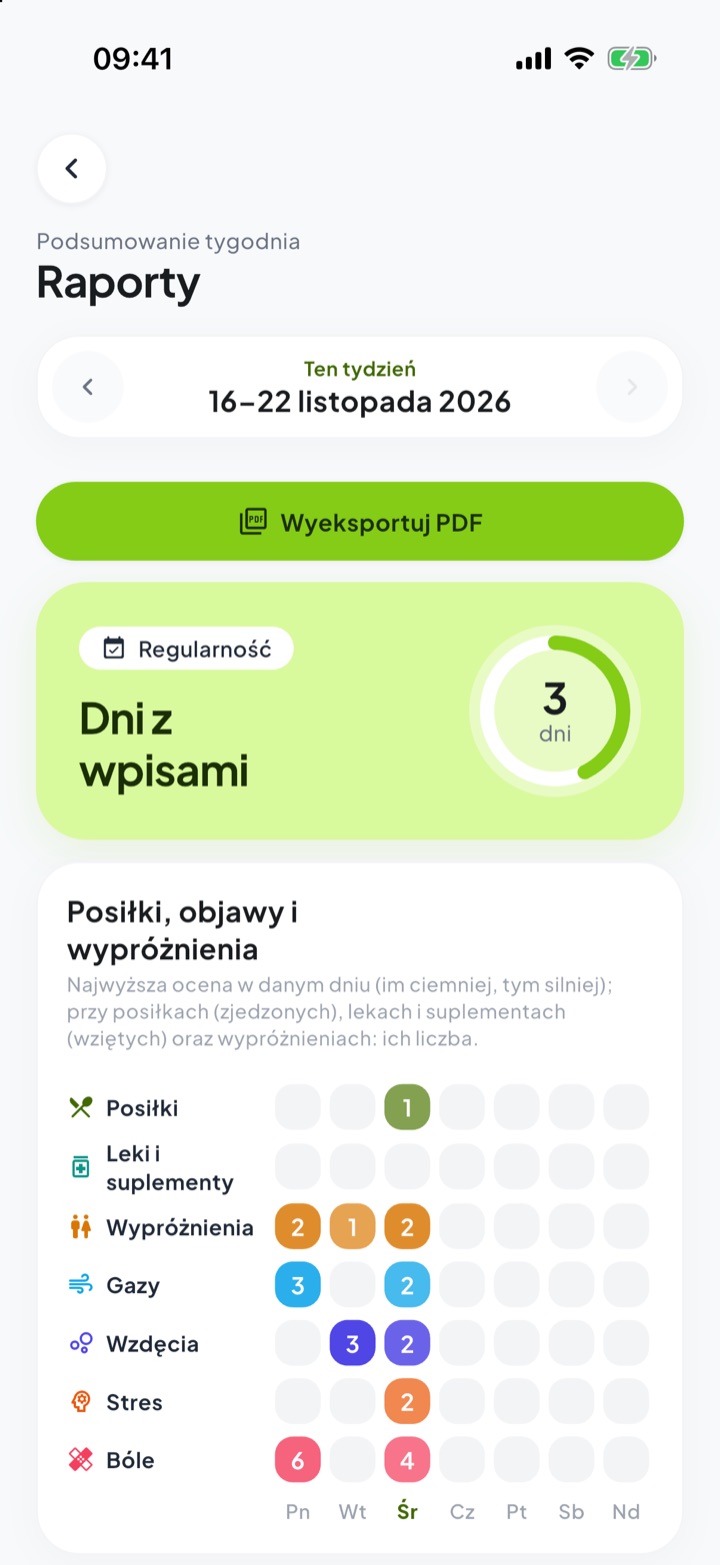 09:41
Podsumowanie tygodnia
Raporty
Ten tydzień
16–22 listopada 2026
PDF Wyeksportuj PDF
Regularność
Dni z
wpisami
3
dni
Posiłki, objawy i
wypróżnienia
Najwyższa ocena w danym dniu (im ciemniej, tym silniej);
przy posiłkach (zjedzonych), lekach i suplementach
(wziętych) oraz wypróżnieniach: ich liczba.
Posiłki 1
Leki i
suplementy
Wypróżnienia 2 1 2
Gazy 3 2
Wzdęcia 3 2
Stres 2
Bóle 6 4
Pn Wt Śr Cz Pt Sb Nd